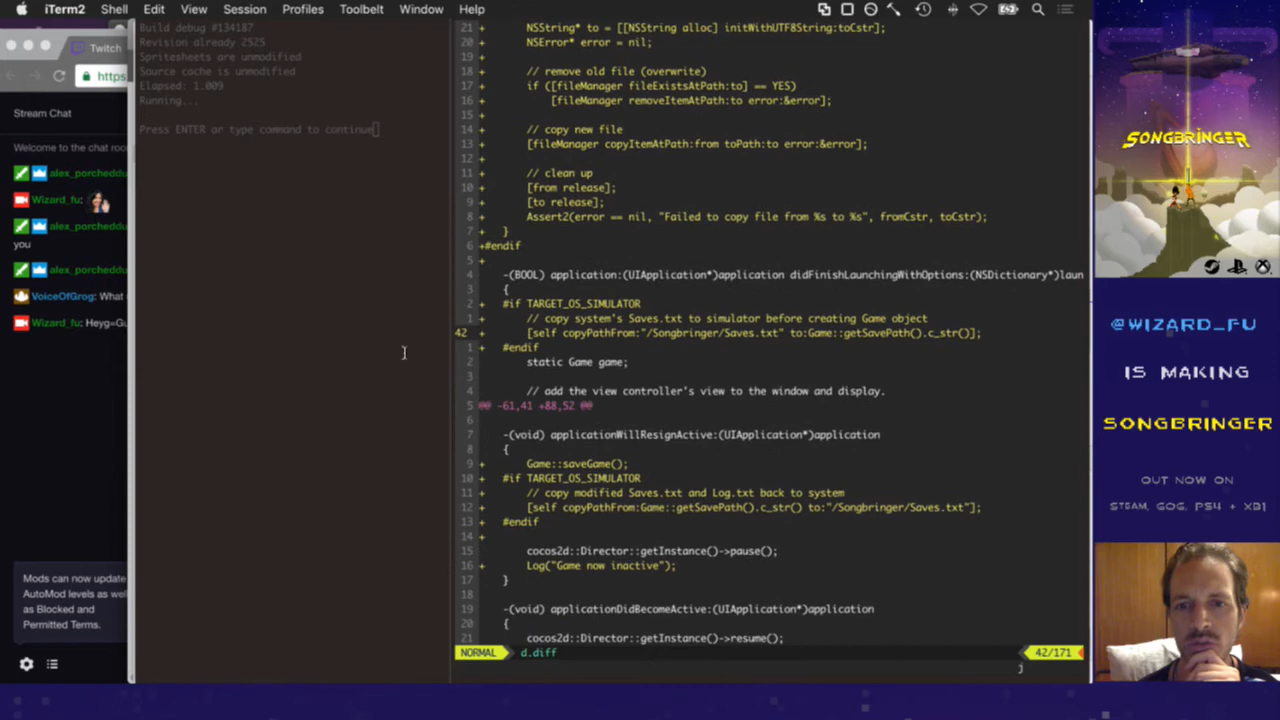 iTerm2 Shell Edit View Session Profiles Toolbelt Window Help
Twitch
https
Stream Chat
Welcome to the chat roo
alex_porcheddu
Wizard_fu:
alex_porcheddu
you
alex_porcheddu
VoiceOfGrog: What
Wizard_fu: Heyg=Gu
Mods can now update
AutoMod levels as well
as Blocked and
Permitted Terms.
Build debug #134187
Revision already 2525
Spritesheets are unmodified
Source cache is unmodified
Elapsed: 1.009
Running...
Press ENTER or type command to continue
21 + NSString* to = [[NSString alloc] initWithUTF8String:toCstr];
20 + NSError* error = nil;
19 +
18 + // remove old file (overwrite)
17 + if ([fileManager fileExistsAtPath:to] == YES)
16 + [fileManager removeItemAtPath:to error:&error];
15 +
14 + // copy new file
13 + [fileManager copyItemAtPath:from toPath:to error:&error];
12 +
11 + // clean up
10 + [from release];
9 + [to release];
8 + Assert2(error == nil, "Failed to copy file from %s to %s", fromCstr, toCstr);
7 + }
6 +#endif
5 +
4 -(BOOL) application:(UIApplication*)application didFinishLaunchingWithOptions:(NSDictionary*)laun
3 {
2 + #if TARGET_OS_SIMULATOR
1 + // copy system's Saves.txt to simulator before creating Game object
42 + [self copyPathFrom:"/Songbringer/Saves.txt" to:Game::getSavePath().c_str()];
1 + #endif
2 static Game game;
3
4 // add the view controller's view to the window and display.
5 @@ -61,41 +88,52 @@
6
7 -(void) applicationWillResignActive:(UIApplication*)application
8 {
9 + Game::saveGame();
10 + #if TARGET_OS_SIMULATOR
11 + // copy modified Saves.txt and Log.txt back to system
12 + [self copyPathFrom:Game::getSavePath().c_str() to:"/Songbringer/Saves.txt"];
13 + #endif
14 +
15 cocos2d::Director::getInstance()->pause();
16 + Log("Game now inactive");
17 }
18
19 -(void) applicationDidBecomeActive:(UIApplication*)application
20 {
21 cocos2d::Director::getInstance()->resume();
NORMAL d.diff 42/171
j
SONGBRINGER
@WIZARD_FU
IS MAKING
SONGBRINGER
OUT NOW ON
STEAM, GOG, PS4 + XB1